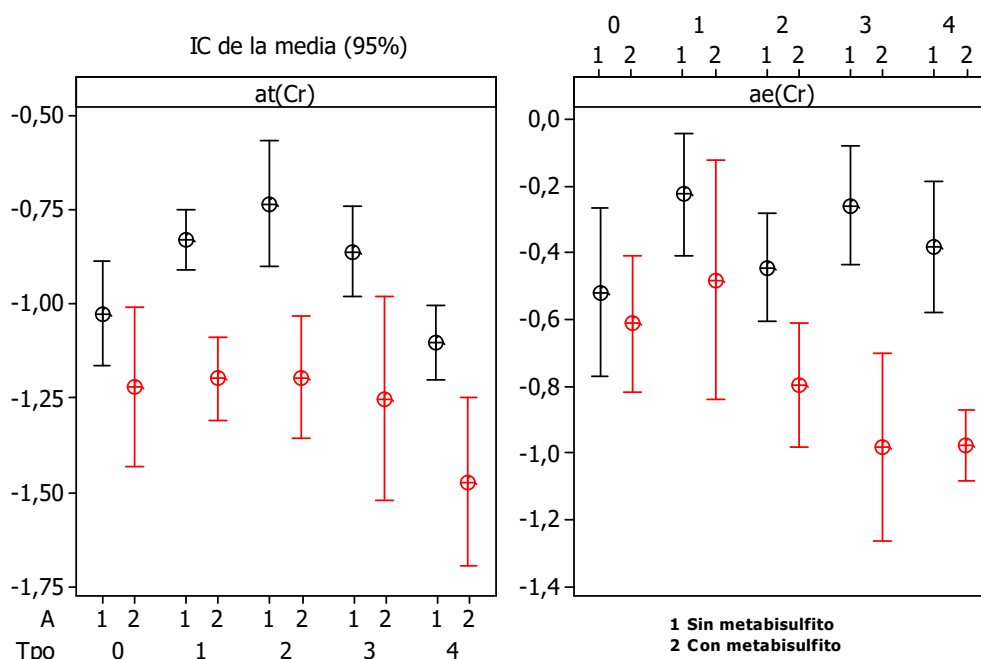 IC de la media (95%)
at(Cr)
-0,50
-0,75
-1,00
-1,25
-1,50
-1,75
A 1 2 1 2 1 2 1 2 1 2
Tpo 0 1 2 3 4
0 1 2 3 4
1 2 1 2 1 2 1 2 1 2
ae(Cr)
0,0
-0,2
-0,4
-0,6
-0,8
-1,0
-1,2
-1,4
1 Sin metabisulfito
2 Con metabisulfito